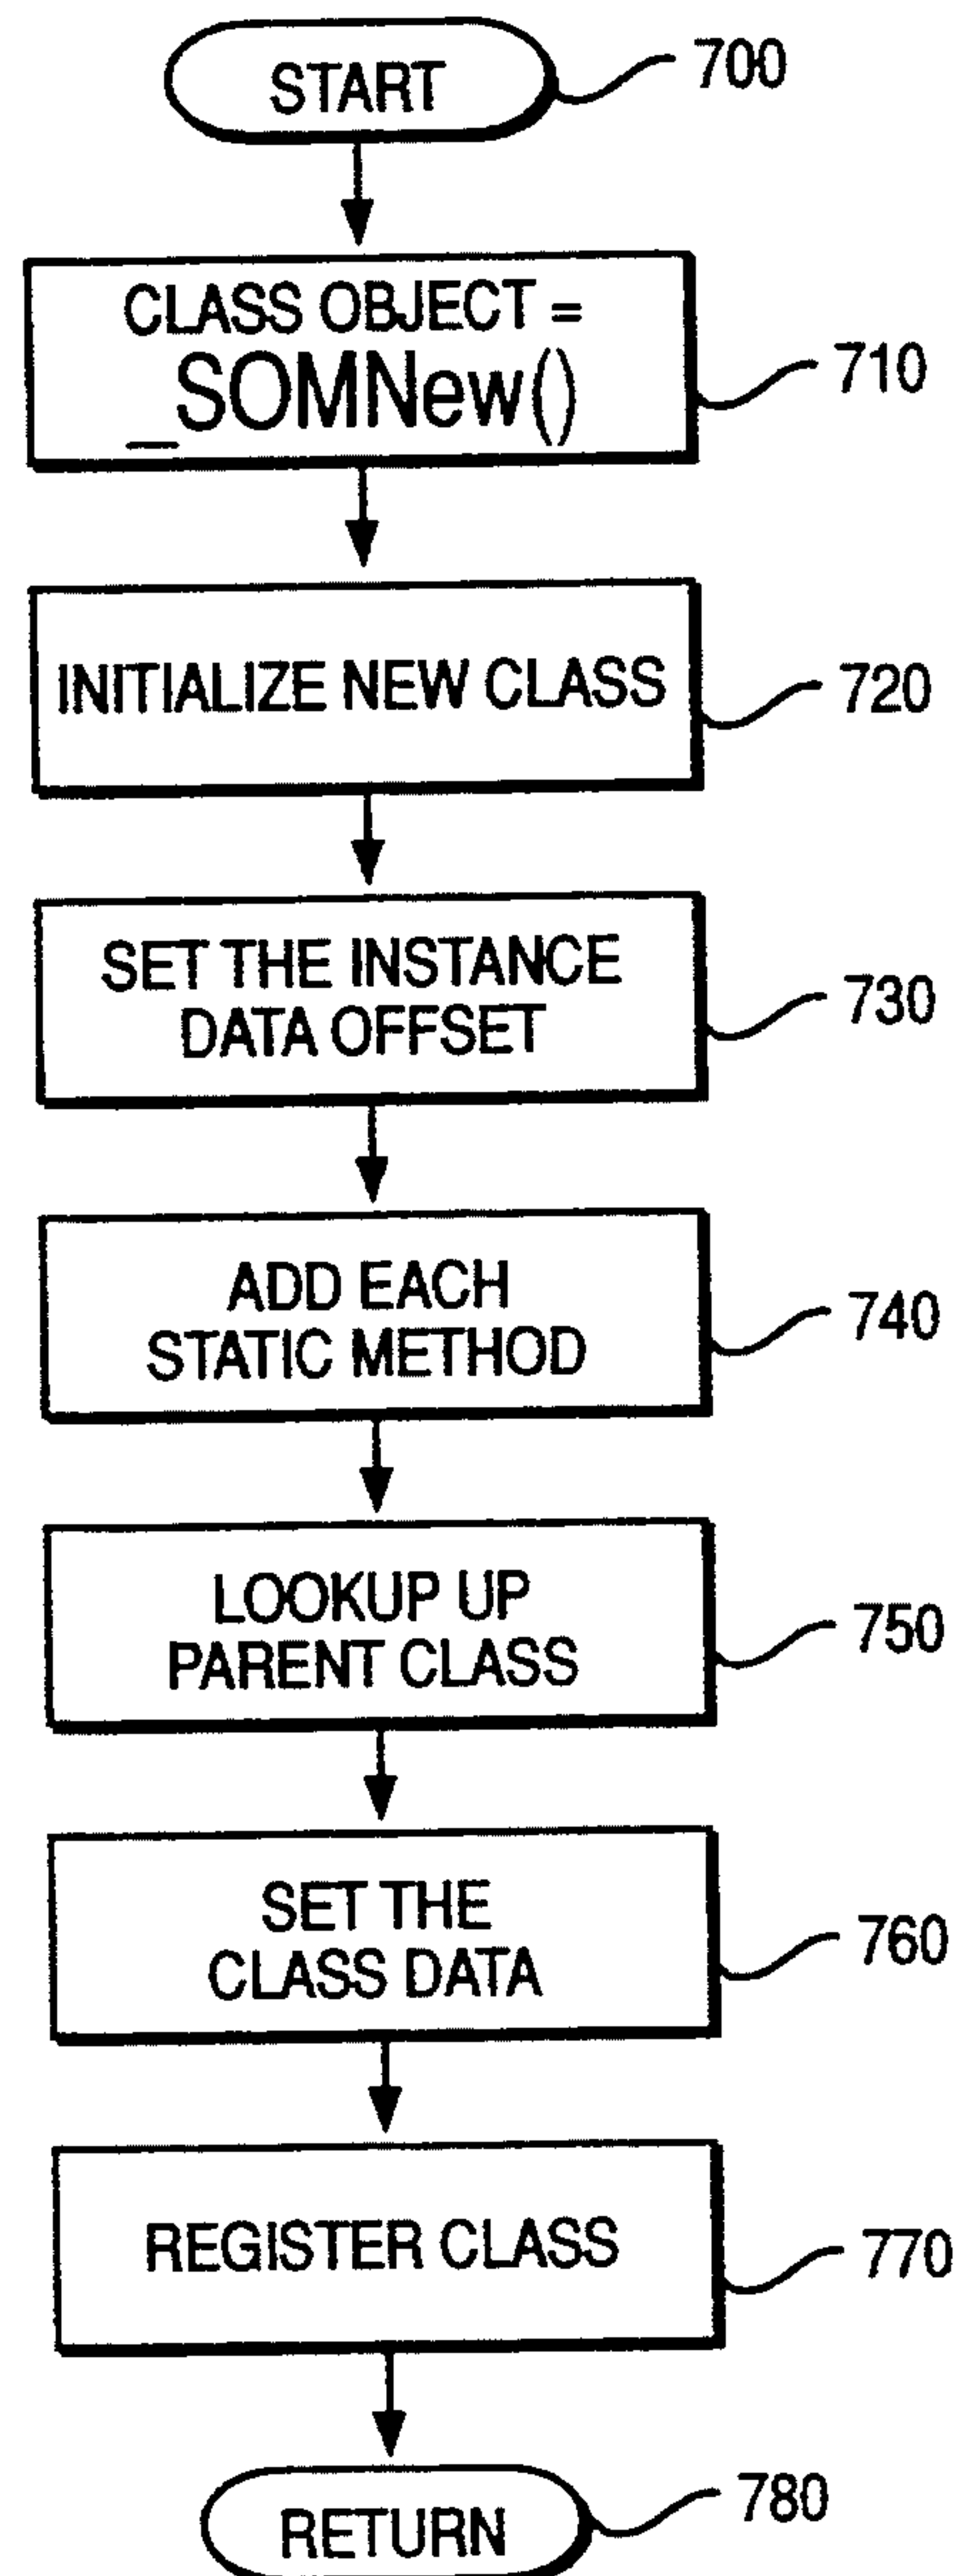 START
700
CLASS OBJECT =
_SOMNew()
710
INITIALIZE NEW CLASS
720
SET THE INSTANCE
DATA OFFSET
730
ADD EACH
STATIC METHOD
740
LOOKUP UP
PARENT CLASS
750
SET THE
CLASS DATA
760
REGISTER CLASS
770
RETURN
780